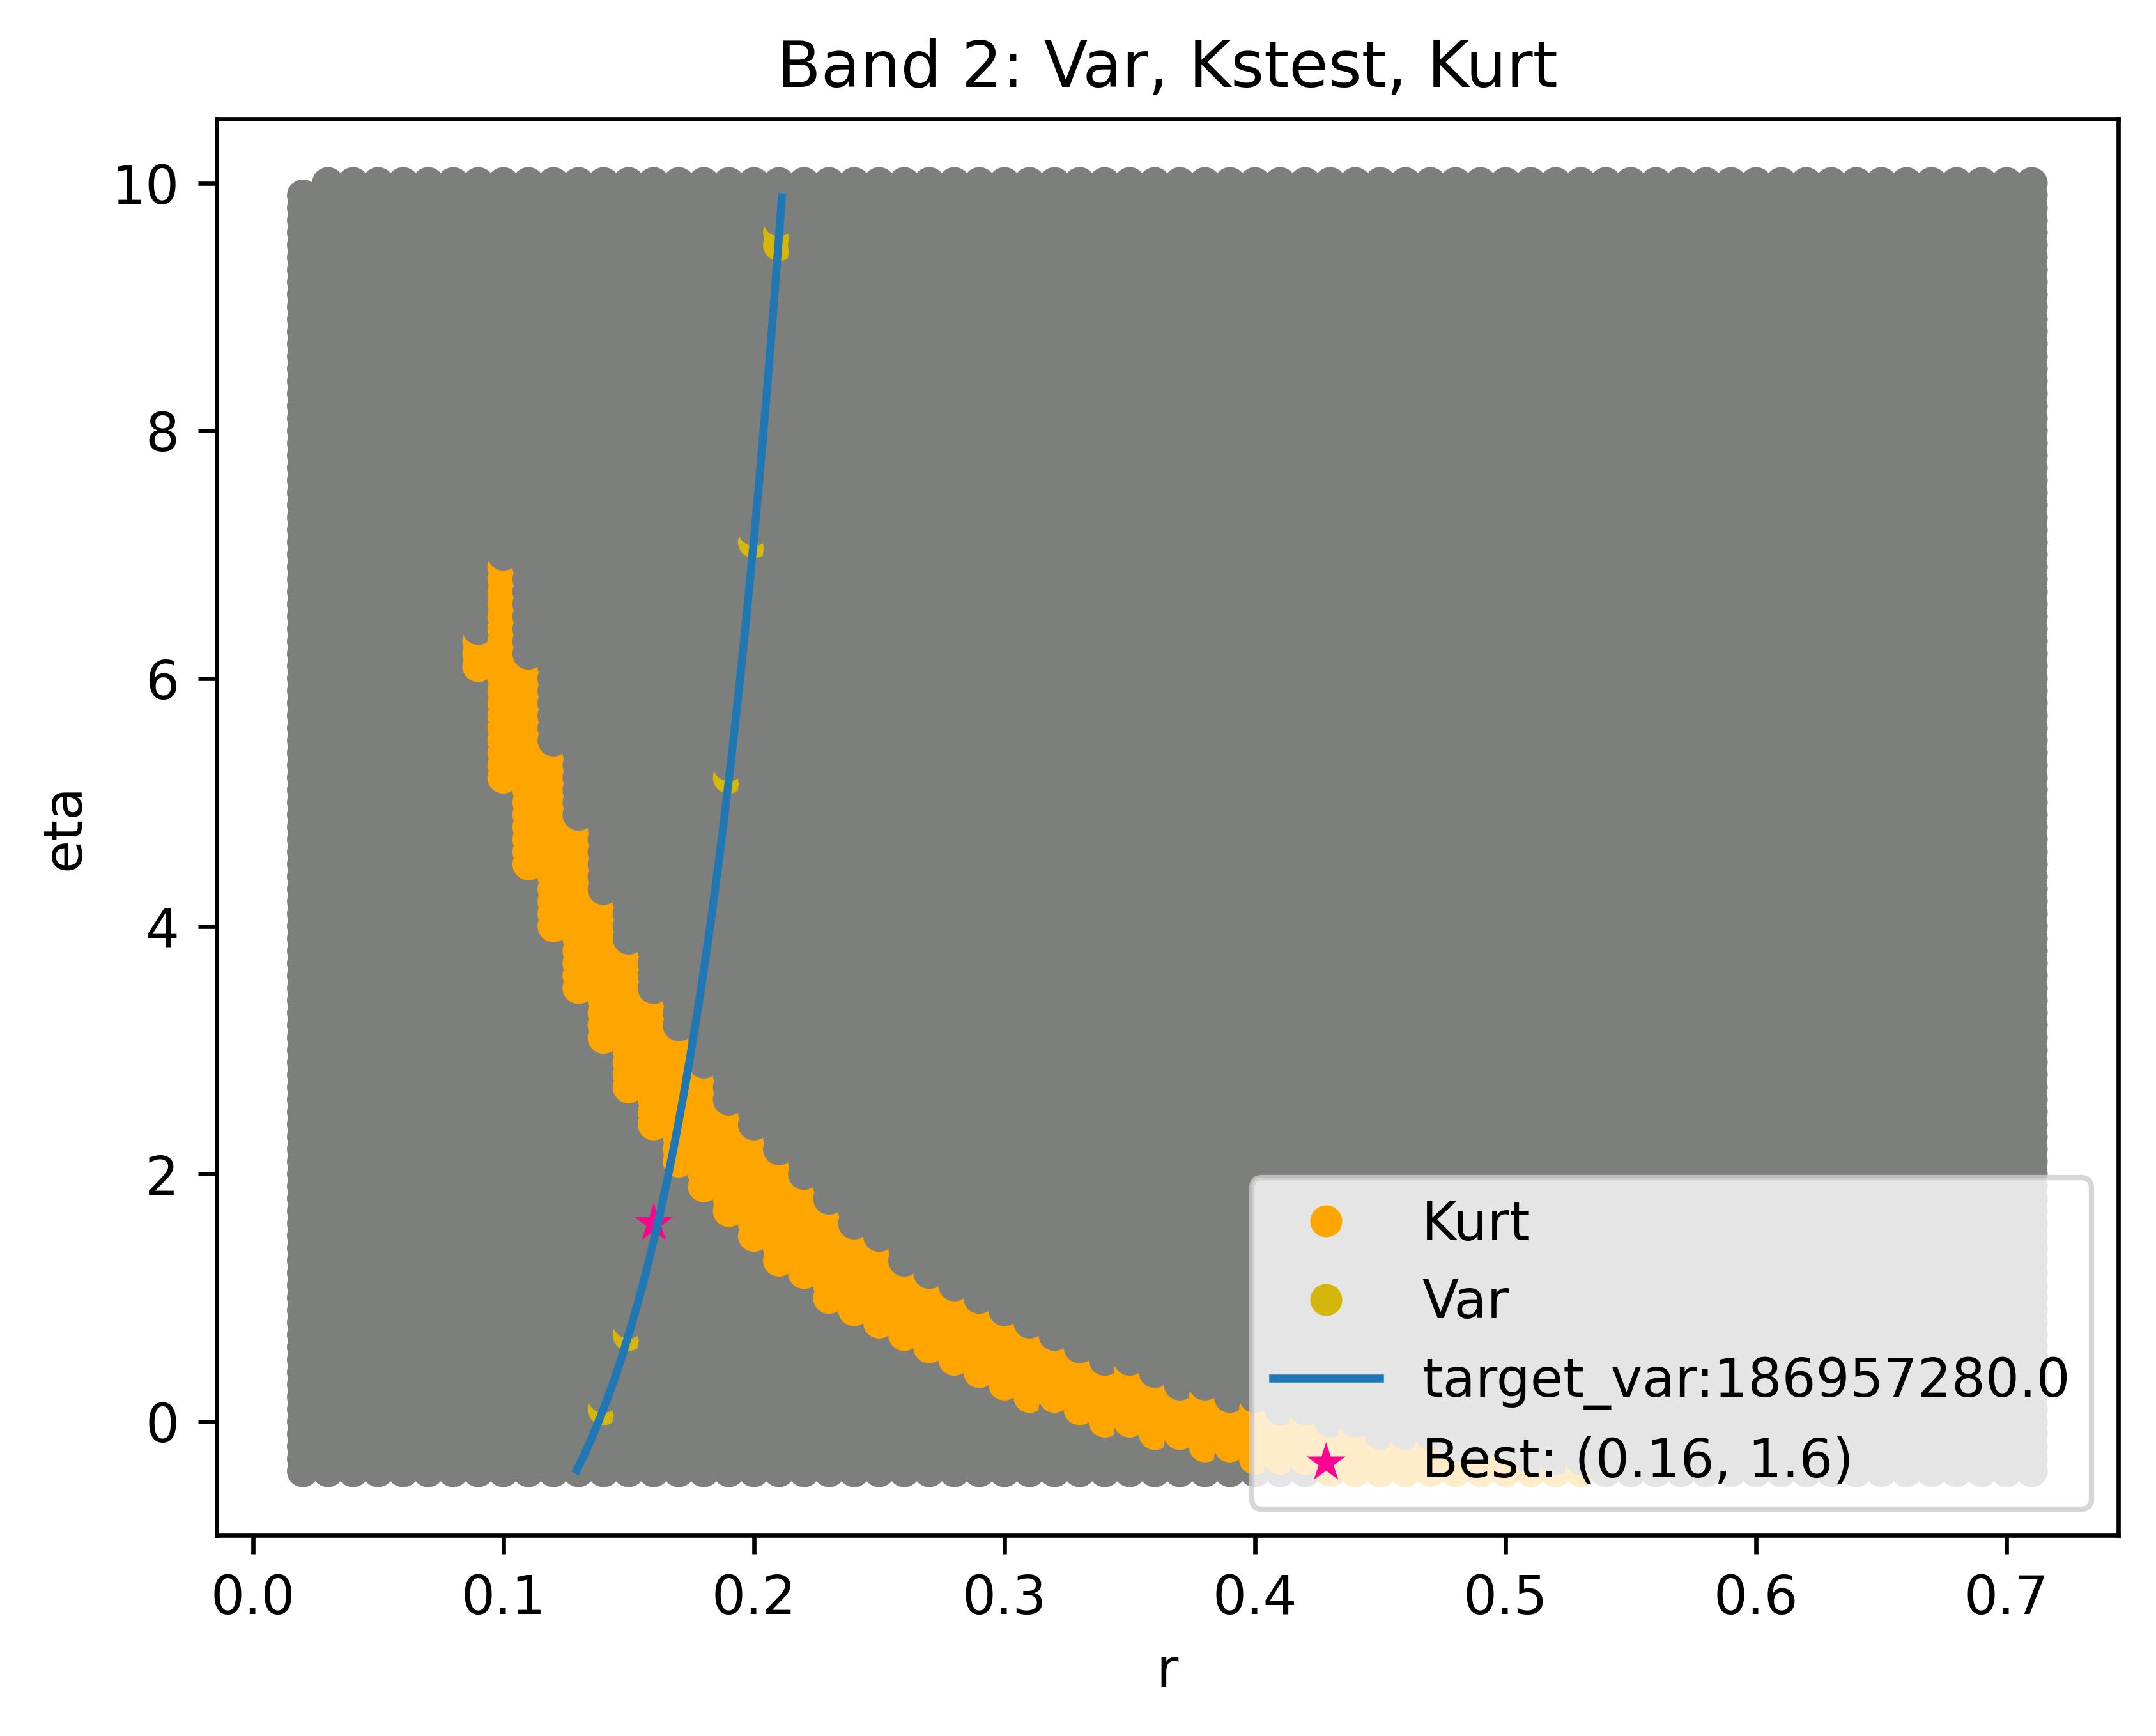 Band 2: Var, Kstest, Kurt
10
8
6
4
2
0
eta
Kurt
Var
target_var:186957280.0
Best: (0.16, 1.6)
0.0 0.1 0.2 0.3 0.4 0.5 0.6 0.7
r